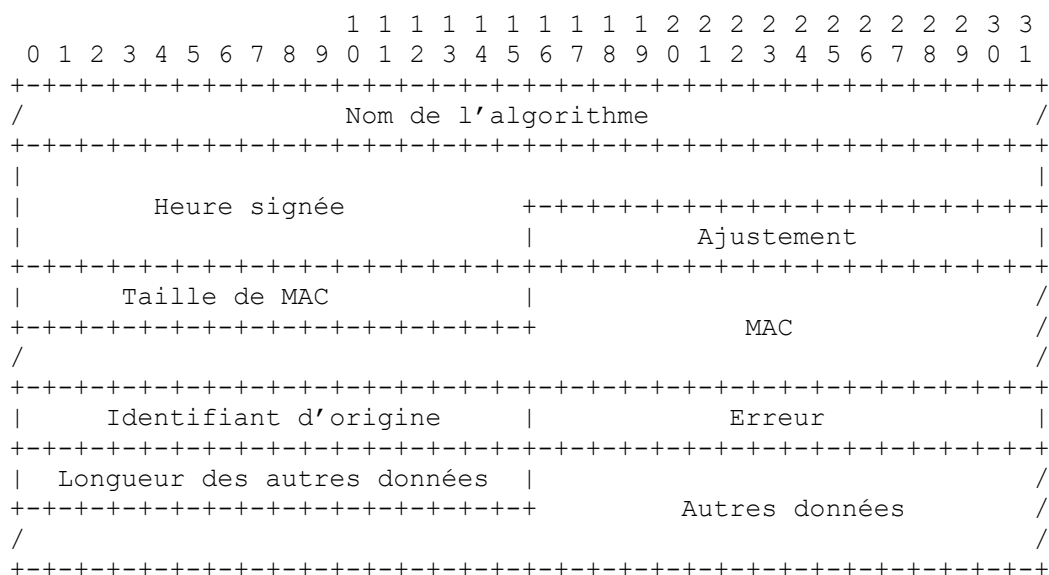 1 1 1 1 1 1 1 1 1 1 2 2 2 2 2 2 2 2 2 2 3 3
 0 1 2 3 4 5 6 7 8 9 0 1 2 3 4 5 6 7 8 9 0 1 2 3 4 5 6 7 8 9 0 1
+-+-+-+-+-+-+-+-+-+-+-+-+-+-+-+-+-+-+-+-+-+-+-+-+-+-+-+-+-+-+-+-+
/                    Nom de l’algorithme                        /
+-+-+-+-+-+-+-+-+-+-+-+-+-+-+-+-+-+-+-+-+-+-+-+-+-+-+-+-+-+-+-+-+
|                                                               |
|        Heure signée           +-+-+-+-+-+-+-+-+-+-+-+-+-+-+-+-+
|                               |          Ajustement           |
+-+-+-+-+-+-+-+-+-+-+-+-+-+-+-+-+-+-+-+-+-+-+-+-+-+-+-+-+-+-+-+-+
|      Taille de MAC            |                               /
+-+-+-+-+-+-+-+-+-+-+-+-+-+-+-+-+             MAC               /
/                                                               /
+-+-+-+-+-+-+-+-+-+-+-+-+-+-+-+-+-+-+-+-+-+-+-+-+-+-+-+-+-+-+-+-+
|     Identifiant d’origine     |            Erreur             |
+-+-+-+-+-+-+-+-+-+-+-+-+-+-+-+-+-+-+-+-+-+-+-+-+-+-+-+-+-+-+-+-+
|  Longueur des autres données  |                               /
+-+-+-+-+-+-+-+-+-+-+-+-+-+-+-+-+         Autres données        /
/                                                               /
+-+-+-+-+-+-+-+-+-+-+-+-+-+-+-+-+-+-+-+-+-+-+-+-+-+-+-+-+-+-+-+-+